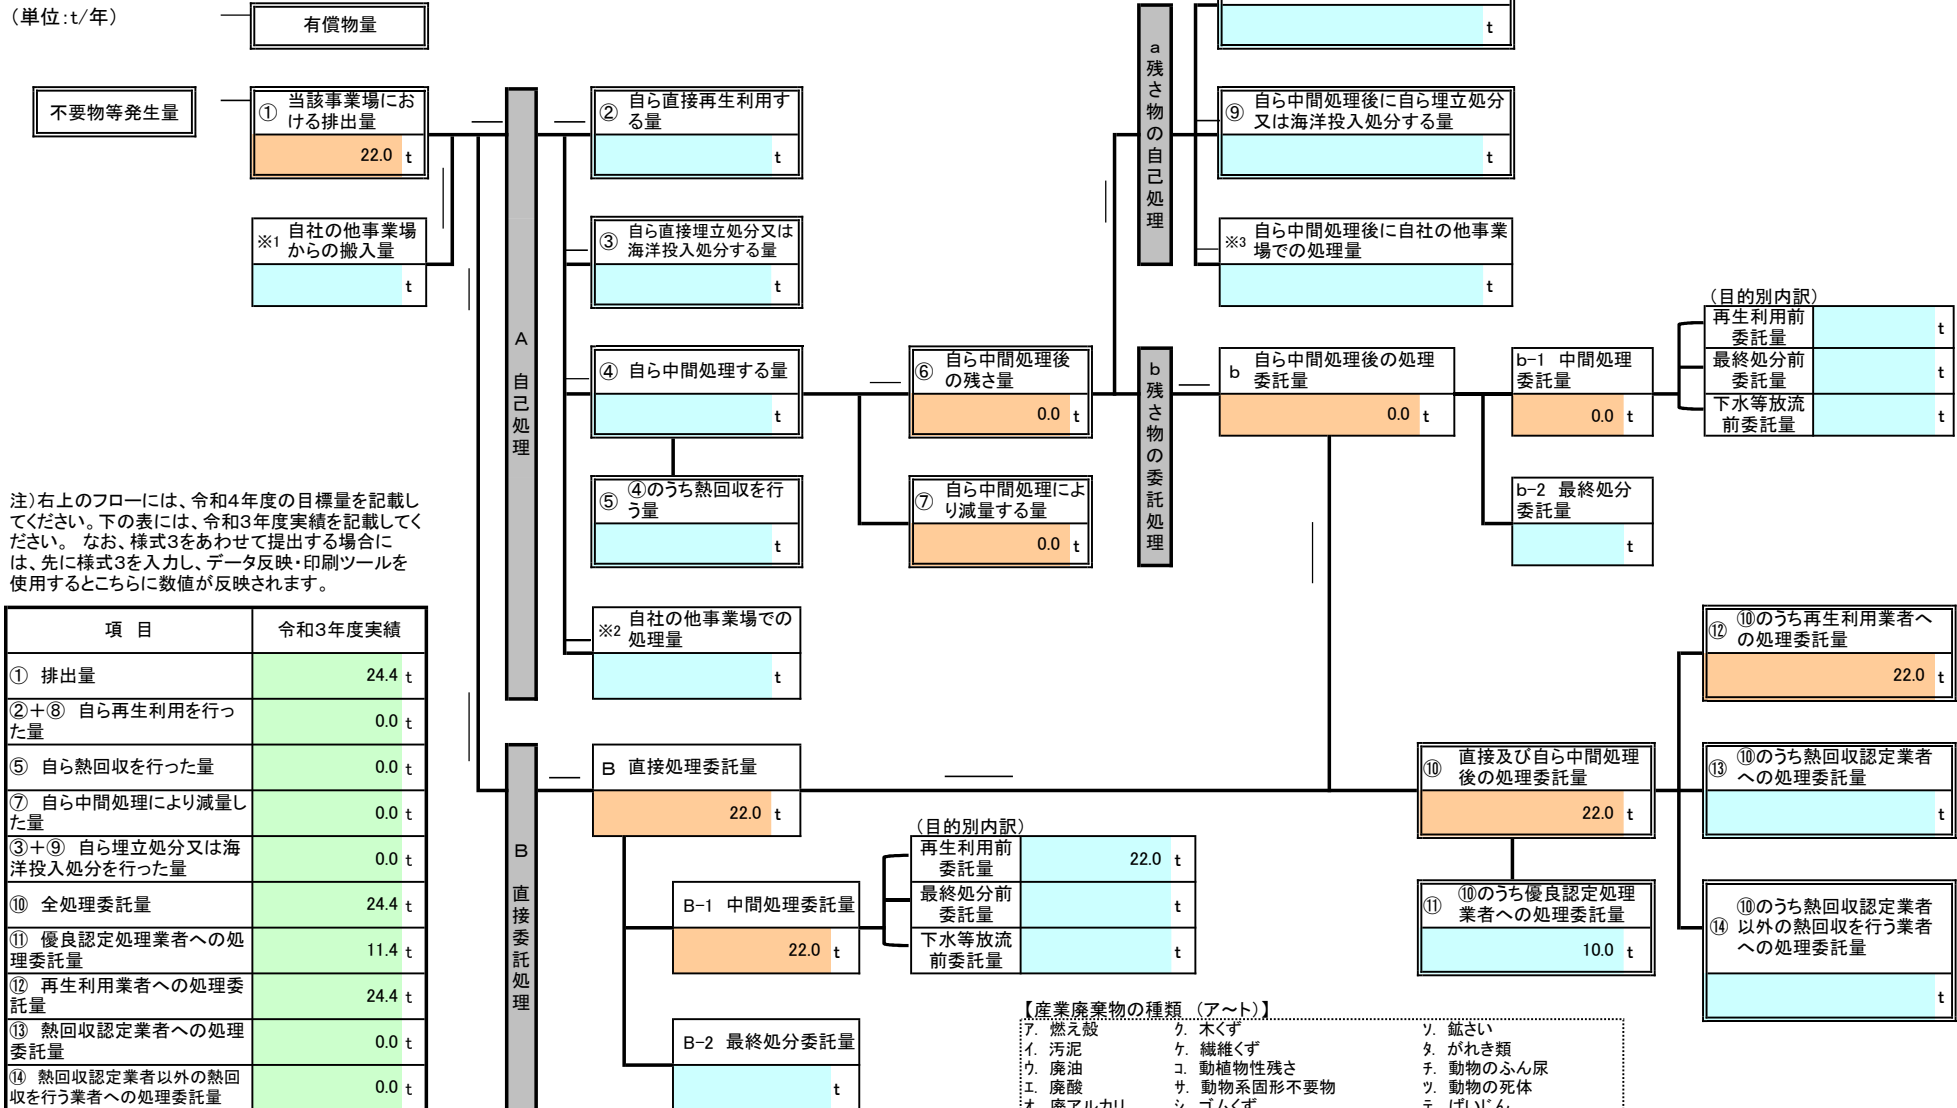 (単位:t/年)
有償物量
t
不要物等発生量
① 当該事業場にお
ける排出量
22.0 t
※1 自社の他事業場
からの搬入量
t
A 自己処理
② 自ら直接再生利用す
る量
t
③ 自ら直接埋立処分又は
海洋投入処分する量
t
④ 自ら中間処理する量
t
⑤ ④のうち熱回収を行
う量
t
※2 自社の他事業場での
処理量
t
⑥ 自ら中間処理後
の残さ量
0.0 t
⑦ 自ら中間処理によ
り減量する量
0.0 t
a 残さ物の自己処理
⑨ 自ら中間処理後に自ら埋立処分
又は海洋投入処分する量
t
※3 自ら中間処理後に自社の他事業
場での処理量
t
b 残さ物の委託処理
b 自ら中間処理後の処理
委託量
0.0 t
b-1 中間処理
委託量
0.0 t
(目的別内訳)
再生利用前
委託量
t
最終処分前
委託量
t
下水等放流
前委託量
t
b-2 最終処分
委託量
t
注)右上のフローには、令和4年度の目標量を記載し
てください。下の表には、令和3年度実績を記載してく
ださい。 なお、様式3をあわせて提出する場合に
は、先に様式3を入力し、データ反映・印刷ツールを
使用するとこちらに数値が反映されます。
項 目 令和3年度実績
① 排出量 24.4 t
②+⑧ 自ら再生利用を行っ
た量 0.0 t
⑤ 自ら熱回収を行った量 0.0 t
⑦ 自ら中間処理により減量し
た量 0.0 t
③+⑨ 自ら埋立処分又は海
洋投入処分を行った量 0.0 t
⑩ 全処理委託量 24.4 t
⑪ 優良認定処理業者への処
理委託量 11.4 t
⑫ 再生利用業者への処理委
託量 24.4 t
⑬ 熱回収認定業者への処理
委託量 0.0 t
⑭ 熱回収認定業者以外の熱回
収を行う業者への処理委託量 0.0 t
B 直接委託処理
B 直接処理委託量
22.0 t
B-1 中間処理委託量
22.0 t
(目的別内訳)
再生利用前
委託量
22.0 t
最終処分前
委託量
t
下水等放流
前委託量
t
B-2 最終処分委託量
t
⑩ 直接及び自ら中間処理
後の処理委託量
22.0 t
⑪ ⑩のうち優良認定処理
業者への処理委託量
10.0 t
⑫ ⑩のうち再生利用業者へ
の処理委託量
22.0 t
⑬ ⑩のうち熱回収認定業者
への処理委託量
t
⑭ ⑩のうち熱回収認定業者
以外の熱回収を行う業者
への処理委託量
t
【産業廃棄物の種類 (ア～ト)】
ア. 燃え殻 ク. 木くず ソ. 鉱さい
イ. 汚泥 ケ. 繊維くず タ. がれき類
ウ. 廃油 コ. 動植物性残さ チ. 動物のふん尿
エ. 廃酸 サ. 動物系固形不要物 ツ. 動物の死体
オ. 廃アルカリ シ. ゴムくず テ. ばいじん